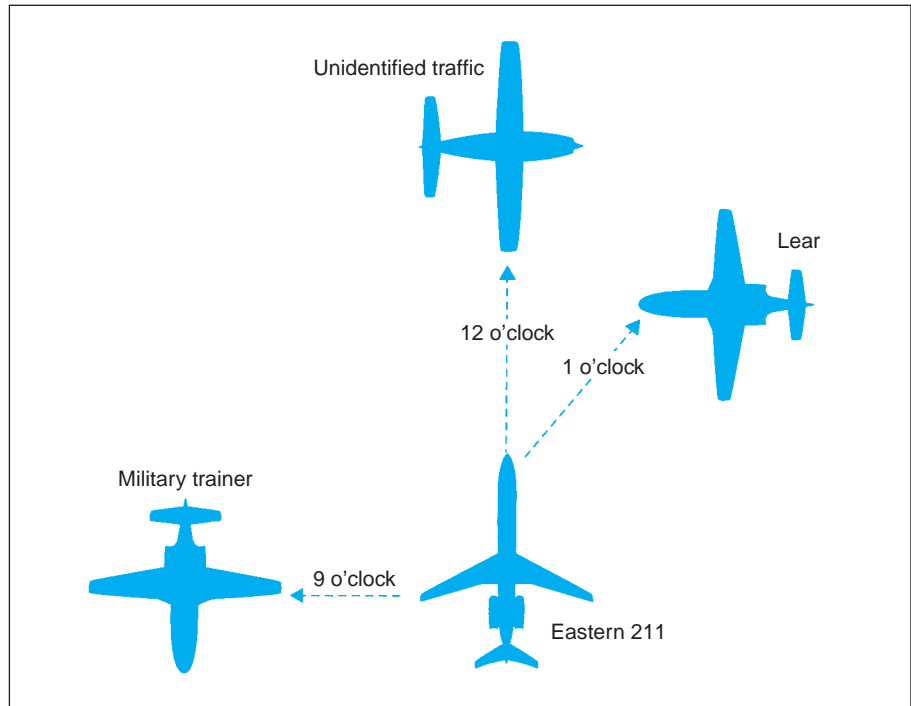 Unidentified traffic
Lear
12 o’clock
1 o’clock
Military trainer
9 o’clock
Eastern 211